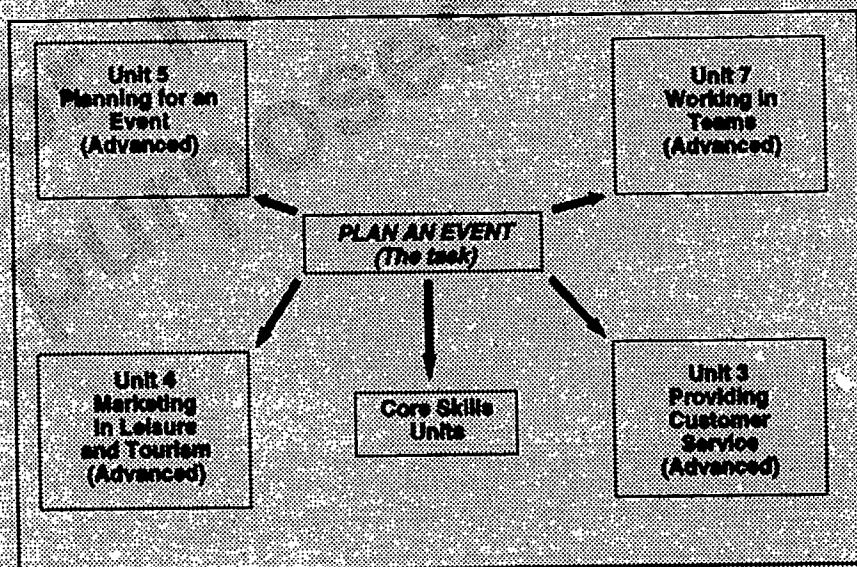 Unit 5
Planning for an
Event
(Advanced)
Unit 7
Working in
Teams
(Advanced)
PLAN AN EVENT
(The task)
Unit 4
Marketing
in Leisure
and Tourism
(Advanced)
Core Skills
Units
Unit 3
Providing
Customer
Service
(Advanced)